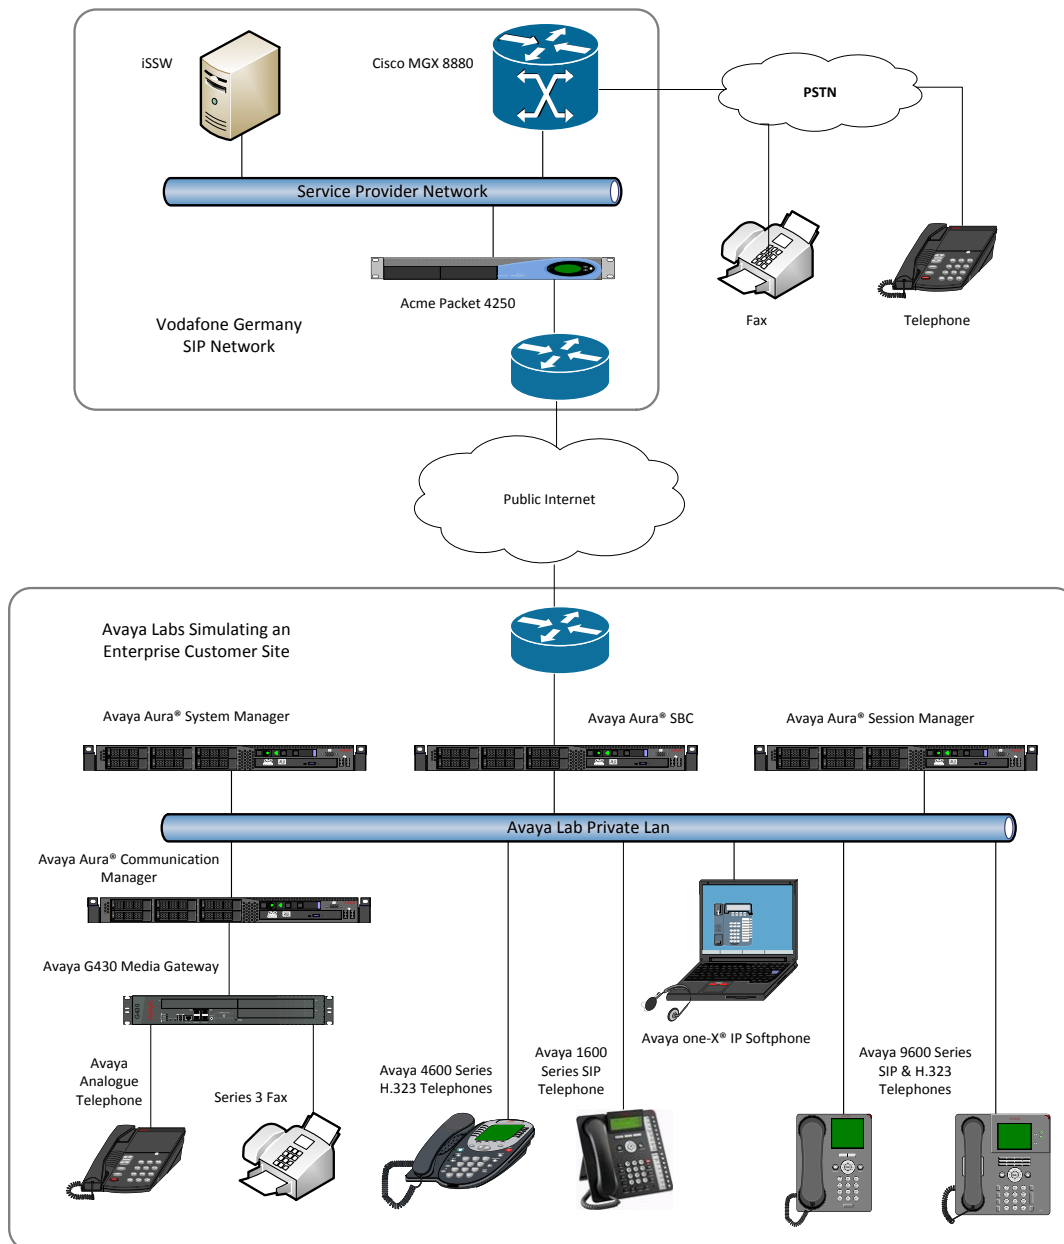 iSSW
Cisco MGX 8880
PSTN
Service Provider Network
Acme Packet 4250
Vodafone Germany
SIP Network
Fax
Telephone
Public Internet
Avaya Labs Simulating an
Enterprise Customer Site
Avaya Aura® System Manager
Avaya Aura® SBC
Avaya Aura® Session Manager
Avaya Lab Private Lan
Avaya Aura® Communication
Manager
Avaya G430 Media Gateway
G430
Avaya one-X® IP Softphone
Avaya
Analogue
Telephone
Series 3 Fax
Avaya 4600 Series
H.323 Telephones
Avaya 1600
Series SIP
Telephone
Avaya 9600 Series
SIP & H.323
Telephones